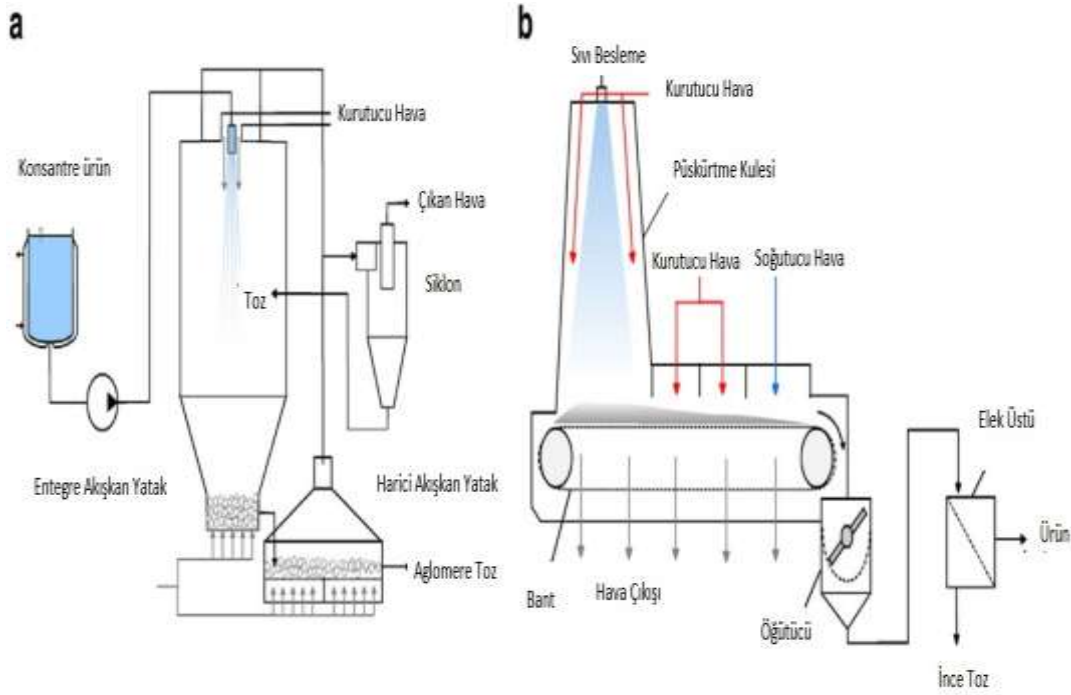 a
Kurutucu Hava
Konsantre ürün
Çıkan Hava
Siklon
Toz
Entegre Akışkan Yatak
Harici Akışkan Yatak
Aglomere Toz
b
Sıvı Besleme
Kurutucu Hava
Püskürtme Kulesi
Kurutucu Hava
Soğutucu Hava
Elek Üstü
Ürün
Bant
Hava Çıkışı
Öğütücü
İnce Toz